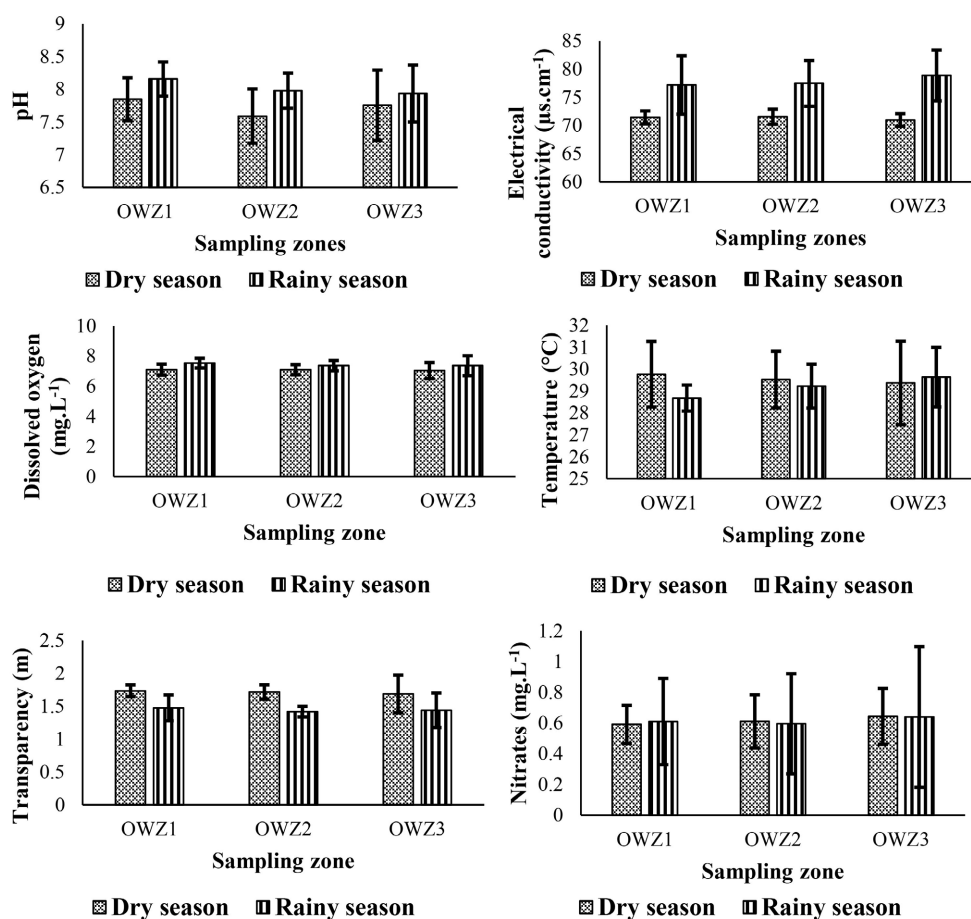 pH
9
8.5
8
7.5
7
6.5
OWZ1 OWZ2 OWZ3
Sampling zones
Dry season Rainy season
Electrical
conductivity (µs.cm⁻¹)
85
80
75
70
65
60
OWZ1 OWZ2 OWZ3
Sampling zones
Dry season Rainy season
Dissolved oxygen
(mg.L⁻¹)
10
8
6
4
2
0
OWZ1 OWZ2 OWZ3
Sampling zone
Dry season Rainy season
Temperature (°C)
32
31
30
29
28
27
26
25
OWZ1 OWZ2 OWZ3
Sampling zone
Dry season Rainy season
Transparency (m)
2.5
2
1.5
1
0.5
0
OWZ1 OWZ2 OWZ3
Sampling zone
Dry season Rainy season
Nitrates (mg.L⁻¹)
1.2
1
0.8
0.6
0.4
0.2
0
OWZ1 OWZ2 OWZ3
Sampling zone
Dry season Rainy season